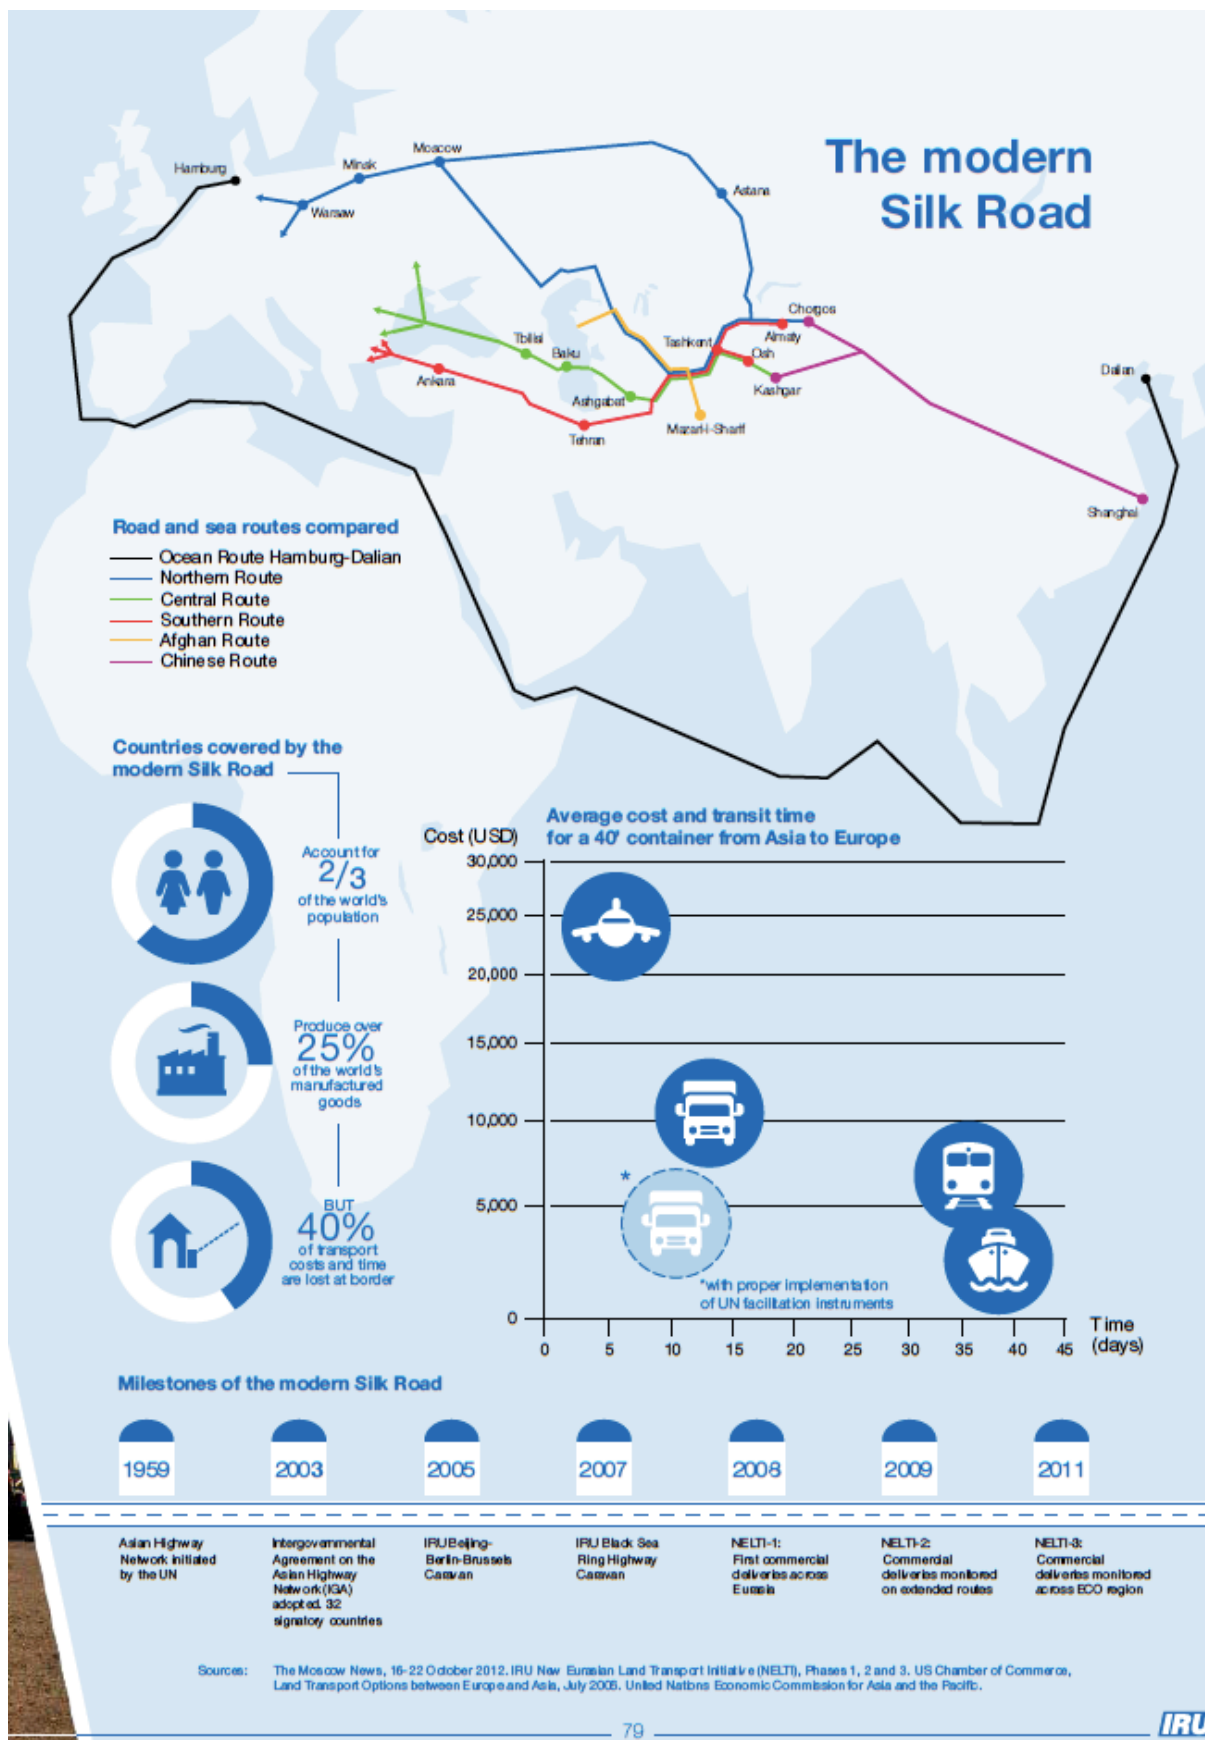 The modern
Silk Road
Hamburg
Minsk
Moscow
Warsaw
Astana
Chorgos
Almaty
Tashkent
Osh
Kashgar
Tbilisi
Baku
Ashgabat
Ankara
Tehran
Mazari-i-Sharif
Dalian
Shanghai
Road and sea routes compared
Ocean Route Hamburg-Dalian
Northern Route
Central Route
Southern Route
Afghan Route
Chinese Route
Countries covered by the
modern Silk Road
Account for
2/3
of the world's
population
Produce over
25%
of the world's
manufactured
goods
BUT
40%
of transport
costs and time
are lost at border
Average cost and transit time
for a 40' container from Asia to Europe
Cost (USD)
30,000
25,000
20,000
15,000
10,000
5,000
0
*
*with proper implementation
of UN facilitation instruments
0 5 10 15 20 25 30 35 40 45
Time
(days)
Milestones of the modern Silk Road
1959
2003
2005
2007
2008
2009
2011
Asian Highway
Network initiated
by the UN
Intergovernmental
Agreement on the
Asian Highway
Network (IGA)
adopted. 32
signatory countries
IRU Beijing-
Berlin-Brussels
Caravan
IRU Black Sea
Ring Highway
Caravan
NELTI-1:
First commercial
deliveries across
Eurasia
NELTI-2:
Commercial
deliveries monitored
on extended routes
NELTI-3:
Commercial
deliveries monitored
across ECO region
Sources: The Moscow News, 16-22 October 2012. IRU New Eurasian Land Transport Initiative (NELTI), Phases 1, 2 and 3. US Chamber of Commerce,
Land Transport Options between Europe and Asia, July 2006. United Nations Economic Commission for Asia and the Pacific.
79
IRU